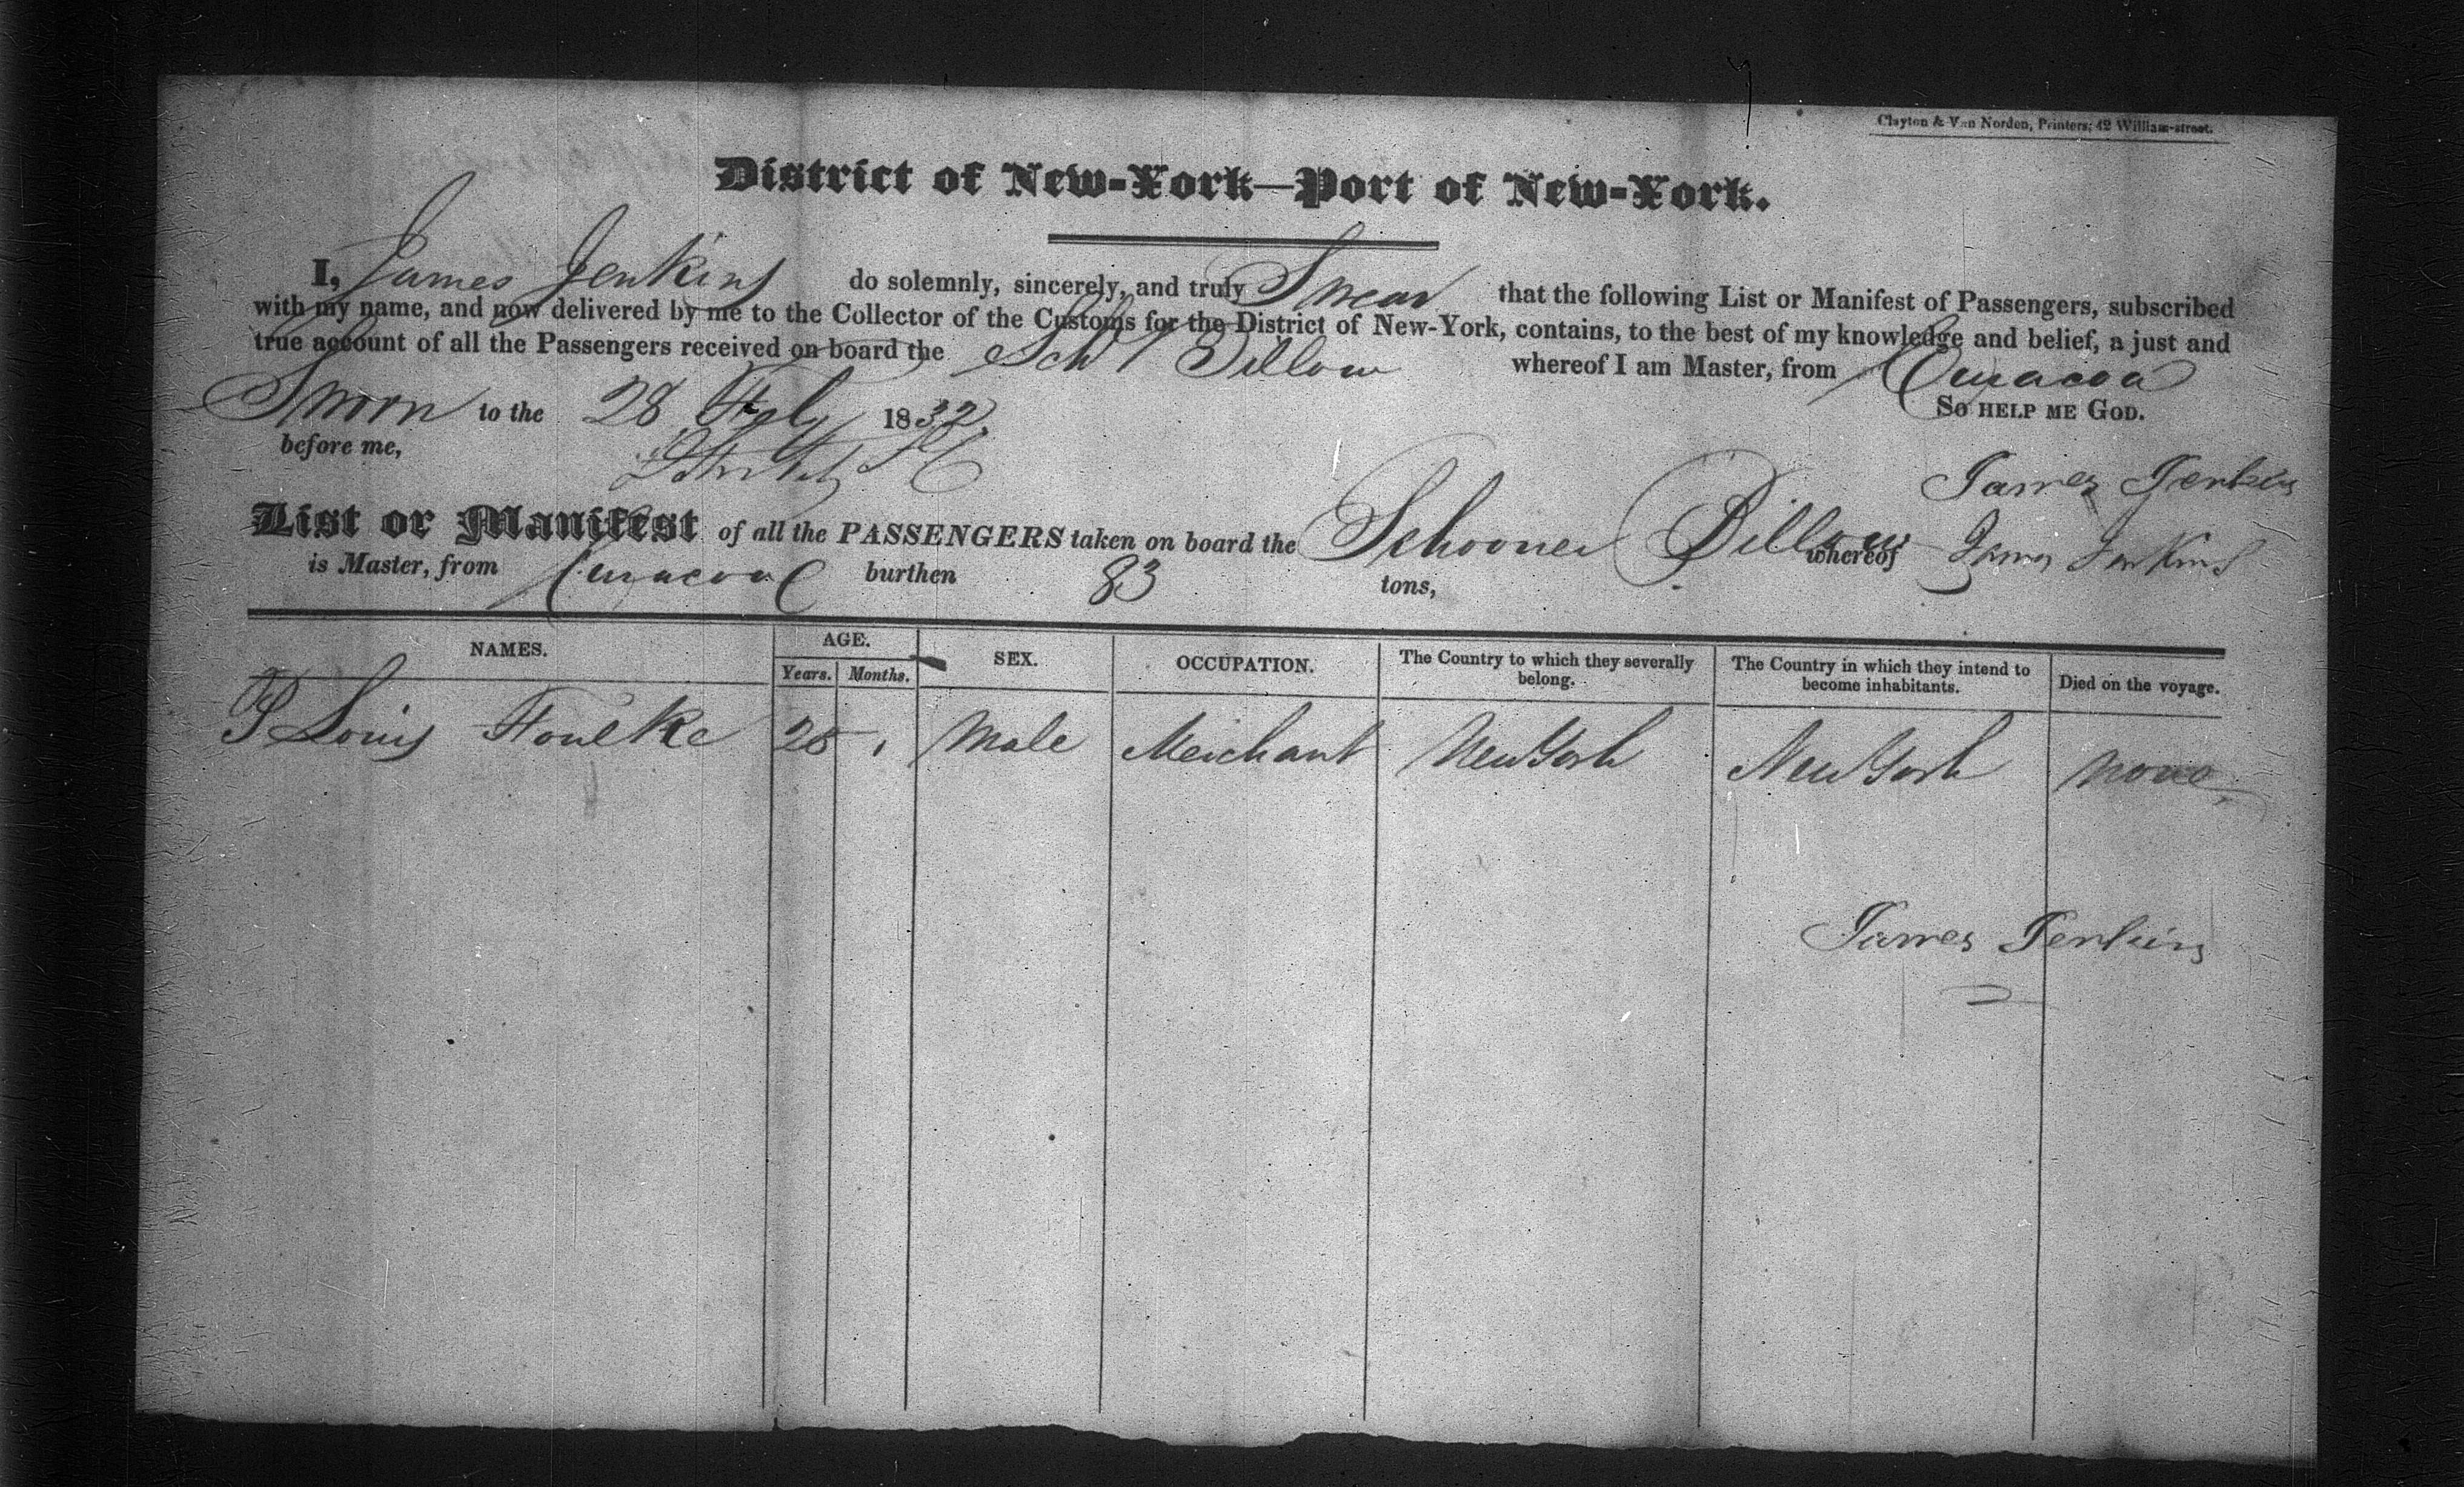 Clayton & Van Norden, Printers; 42 William-street.
District of New-York—Port of New-York.
I, James Jenkins do solemnly, sincerely, and truly Swear that the following List or Manifest of Passengers, subscribed
with my name, and now delivered by me to the Collector of the Customs for the District of New-York, contains, to the best of my knowledge and belief, a just and
true account of all the Passengers received on board the Schr Billow whereof I am Master, from Curacoa
Sworn to the 28 Feby 1832 So HELP ME GOD.
before me,
James Jenkins
List or Manifest of all the PASSENGERS taken on board the Schooner Billow whereof James Jenkins
is Master, from Curacoa burthen 83 tons,
NAMES. AGE. SEX. OCCUPATION. The Country to which they severally belong. The Country in which they intend to become inhabitants. Died on the voyage.
Years. Months.
Louis Foulke 28 Male Merchant New York New York none
James Jenkins